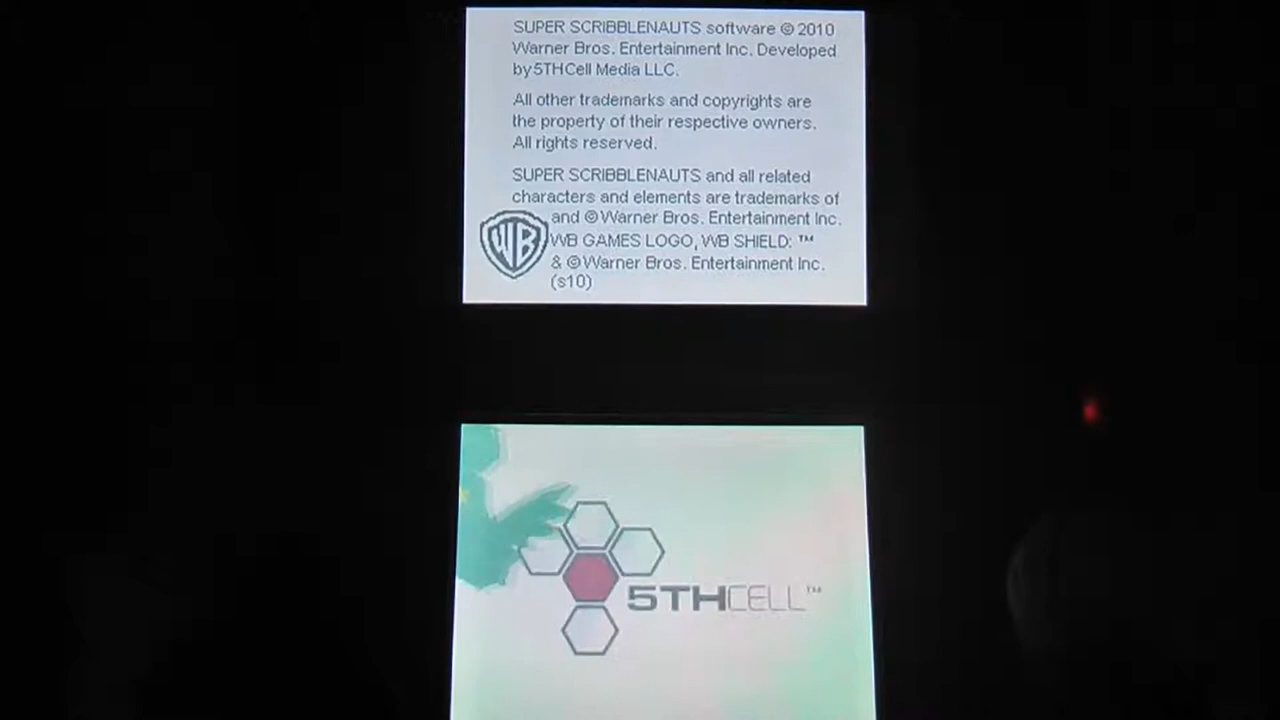 SUPER SCRIBBLENAUTS software © 2010
Warner Bros. Entertainment Inc. Developed
by 5TH Cell Media LLC.
All other trademarks and copyrights are
the property of their respective owners.
All rights reserved.
SUPER SCRIBBLENAUTS and all related
characters and elements are trademarks of
and © Warner Bros. Entertainment Inc.
WB GAMES LOGO, WB SHIELD: ™
& © Warner Bros. Entertainment Inc.
(s10)
WB
5THCELL™